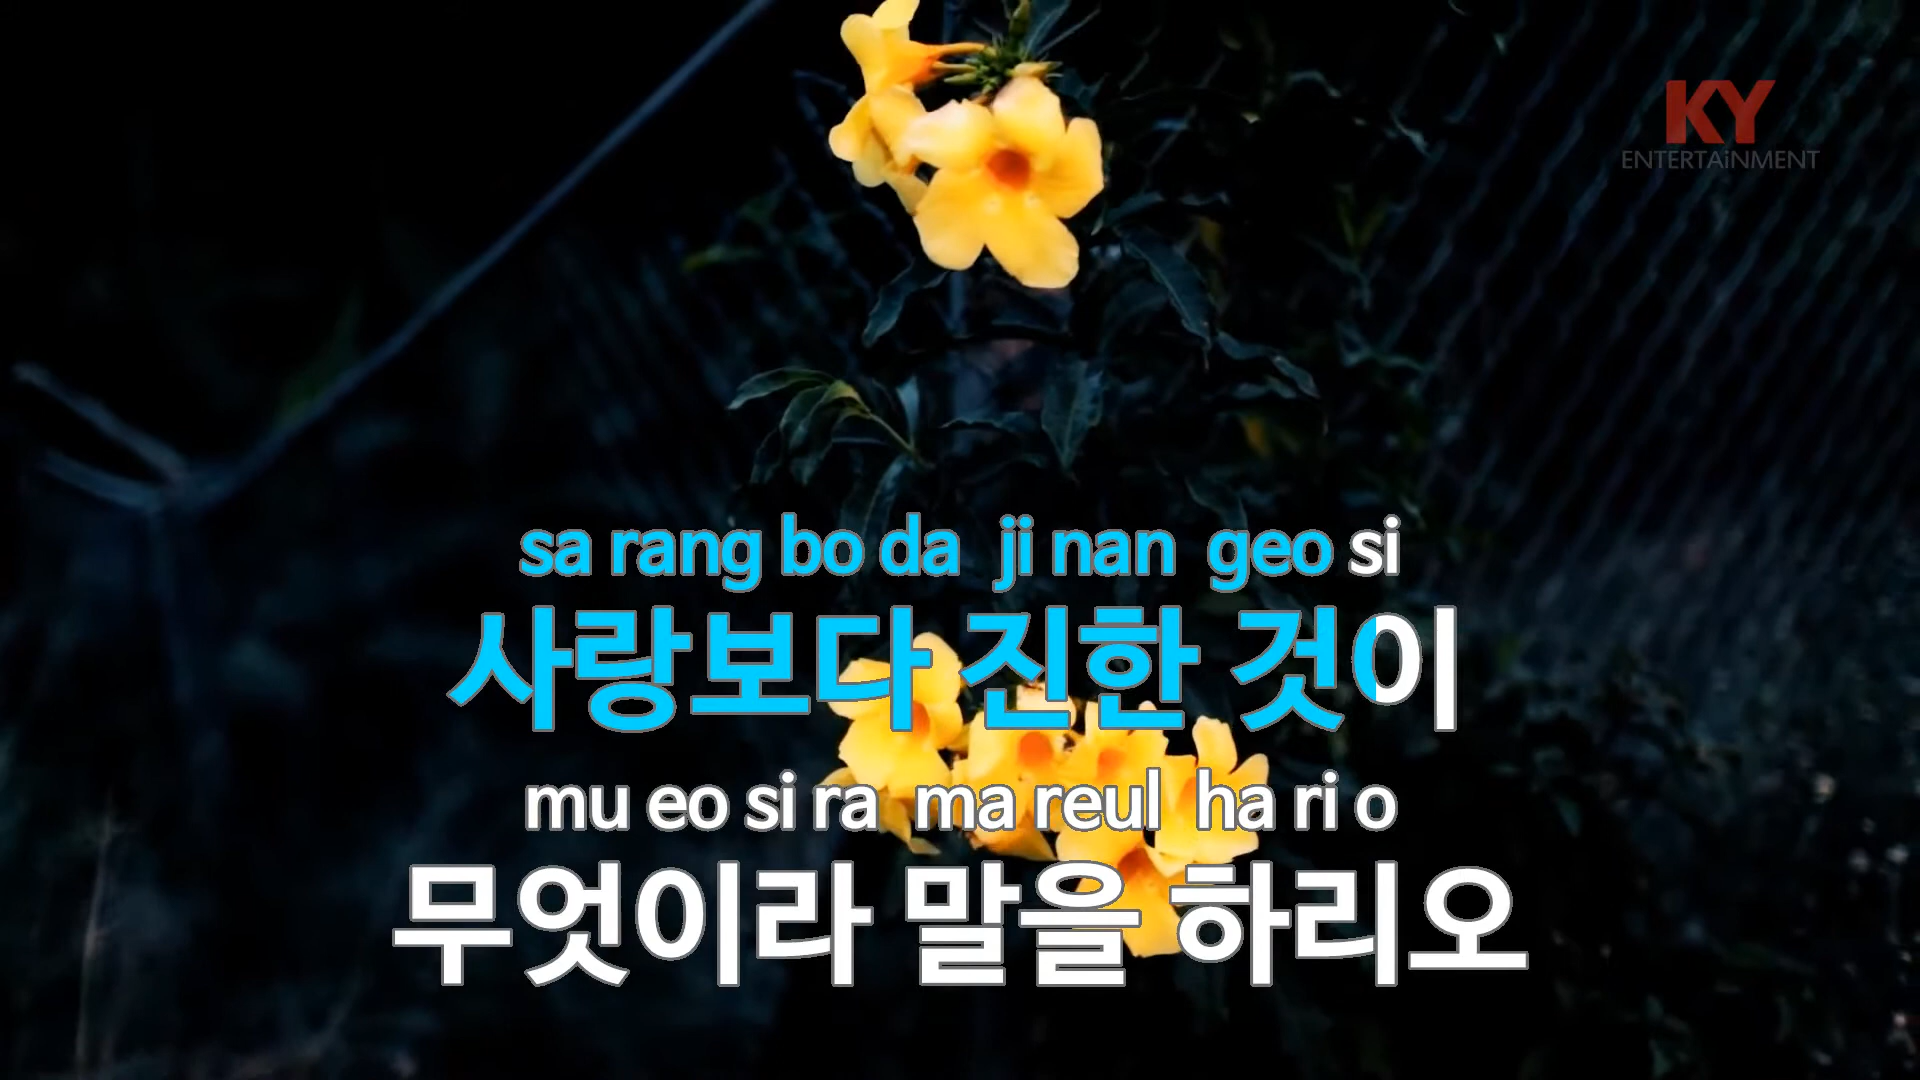 KY
ENTERTAiNMENT
sa rang bo da ji nan geo si
사랑보다 진한 것이
mu eo si ra ma reul ha ri o
무엇이라 말을 하리오